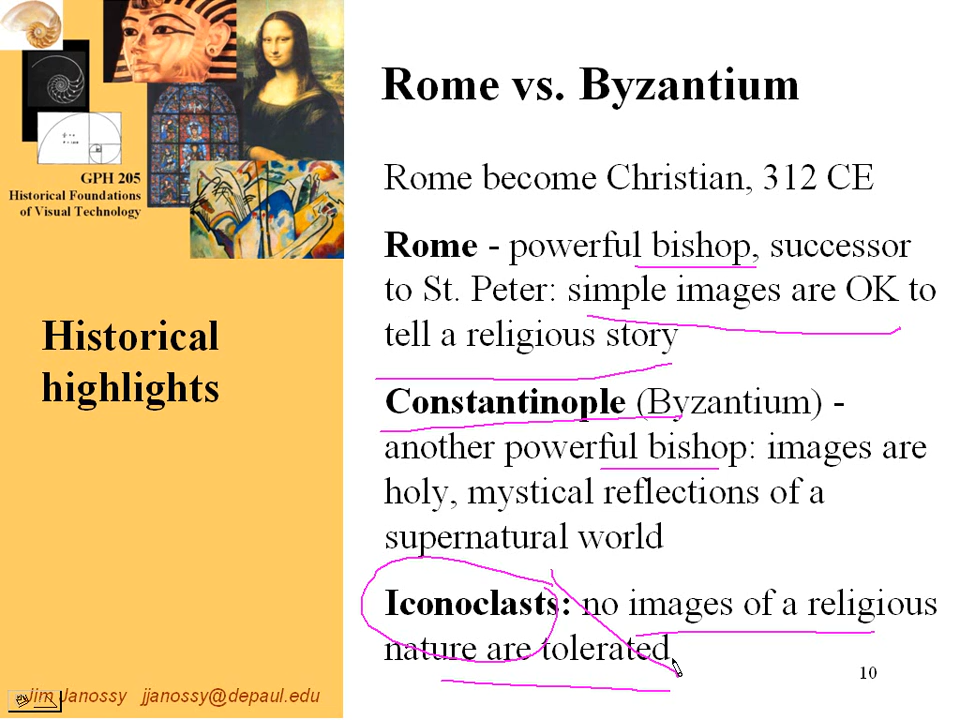 GPH 205
Historical Foundations
of Visual Technology
Historical
highlights
Jim Janossy jjanossy@depaul.edu
Rome vs. Byzantium
Rome become Christian, 312 CE
Rome - powerful bishop, successor
to St. Peter: simple images are OK to
tell a religious story
Constantinople (Byzantium) -
another powerful bishop: images are
holy, mystical reflections of a
supernatural world
Iconoclasts: no images of a religious
nature are tolerated
10